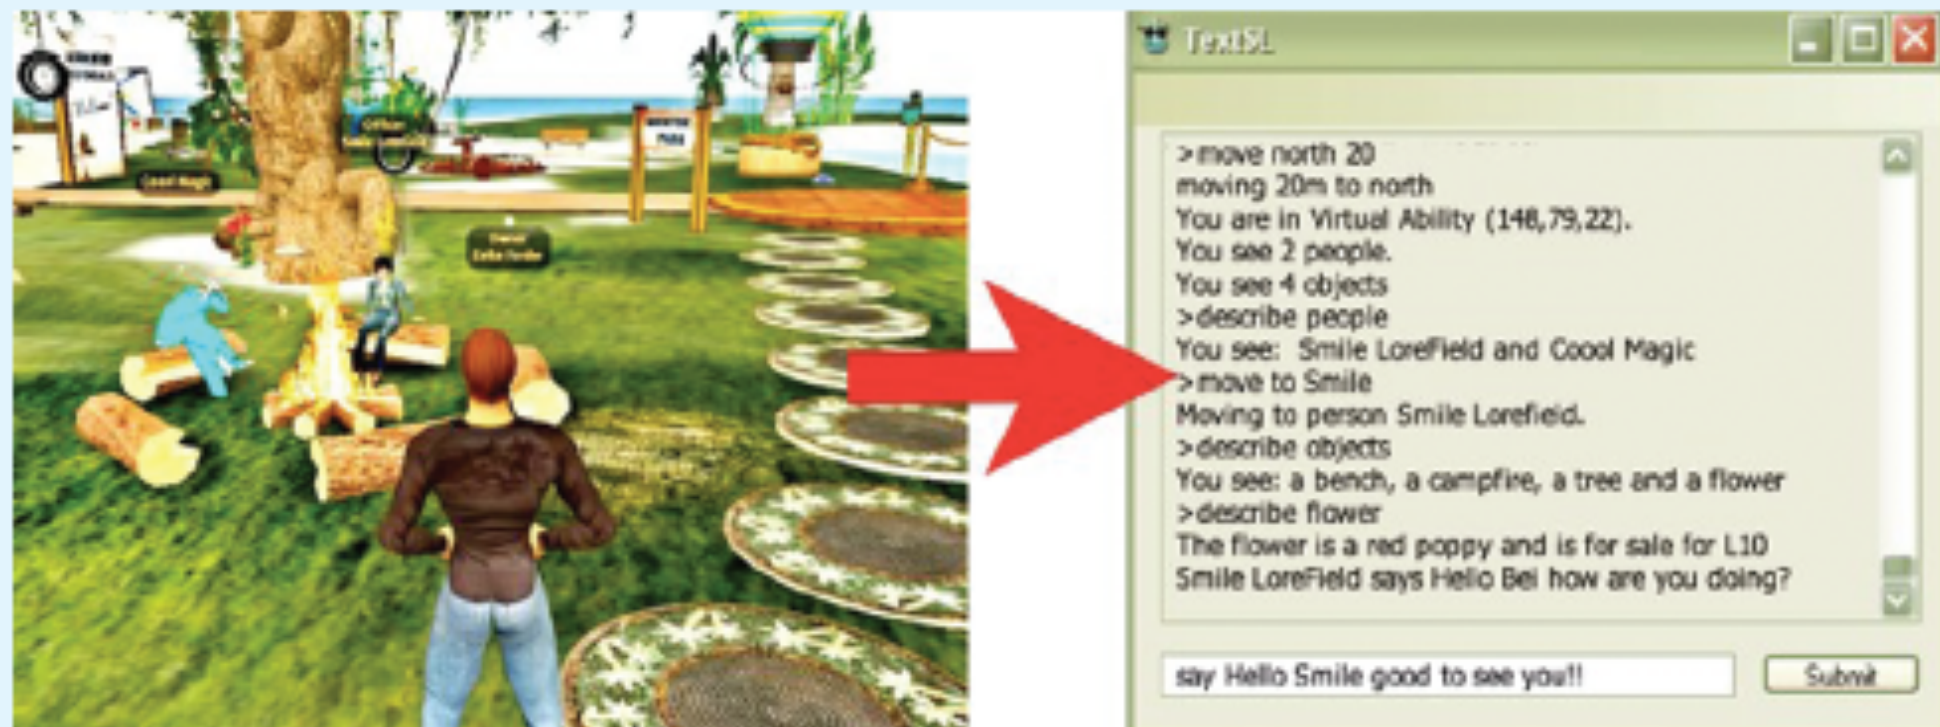 Coool Magic
WINTER
PARK
TextSL
>move north 20
moving 20m to north
You are in Virtual Ability (148,79,22).
You see 2 people.
You see 4 objects
>describe people
You see: Smile LoreField and Coool Magic
>move to Smile
Moving to person Smile Lorefield.
>describe objects
You see: a bench, a campfire, a tree and a flower
>describe flower
The flower is a red poppy and is for sale for L10
Smile LoreField says Hello Bei how are you doing?
say Hello Smile good to see you!!
Submit